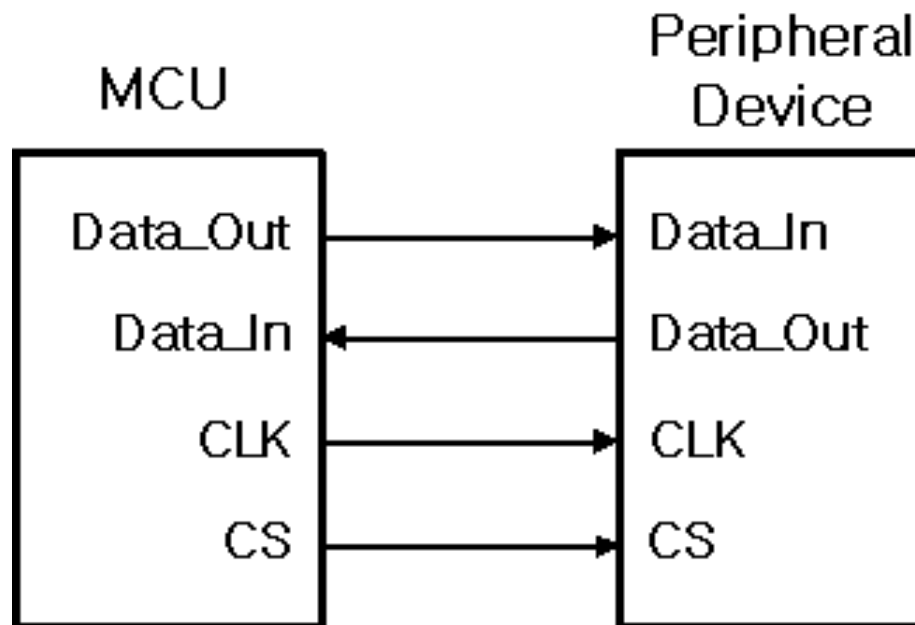 MCU
Peripheral
Device
Data_Out
Data_In
Data_In
Data_Out
CLK
CLK
CS
CS